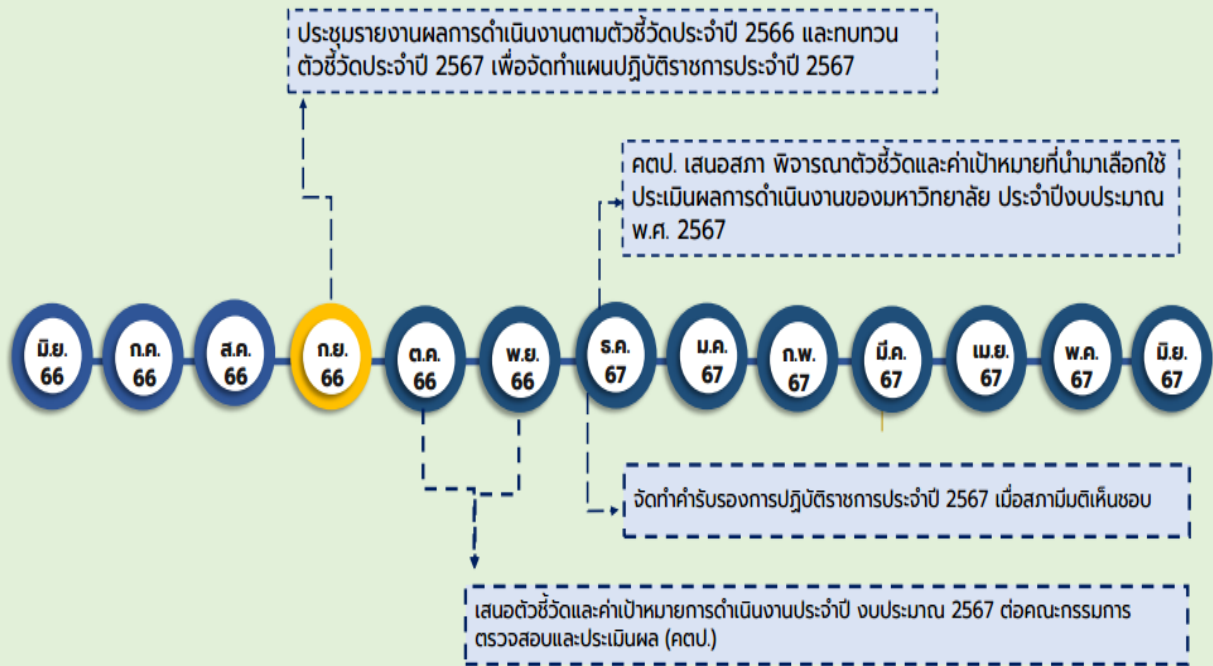 ประชุมรายงานผลการดำเนินงานตามตัวชี้วัดประจำปี 2566 และทบทวน
ตัวชี้วัดประจำปี 2567 เพื่อจัดทำแผนปฏิบัติราชการประจำปี 2567
คตป. เสนอสภา พิจารณาตัวชี้วัดและค่าเป้าหมายที่นำมาเลือกใช้
ประเมินผลการดำเนินงานของมหาวิทยาลัย ประจำปีงบประมาณ
พ.ศ. 2567
มิ.ย.
66
ก.ค.
66
ส.ค.
66
ก.ย.
66
ต.ค.
66
พ.ย.
66
ธ.ค.
67
ม.ค.
67
ก.พ.
67
มี.ค.
67
เม.ย.
67
พ.ค.
67
มิ.ย.
67
จัดทำคำรับรองการปฏิบัติราชการประจำปี 2567 เมื่อสภามีมติเห็นชอบ
เสนอตัวชี้วัดและค่าเป้าหมายการดำเนินงานประจำปี งบประมาณ 2567 ต่อคณะกรรมการ
ตรวจสอบและประเมินผล (คตป.)